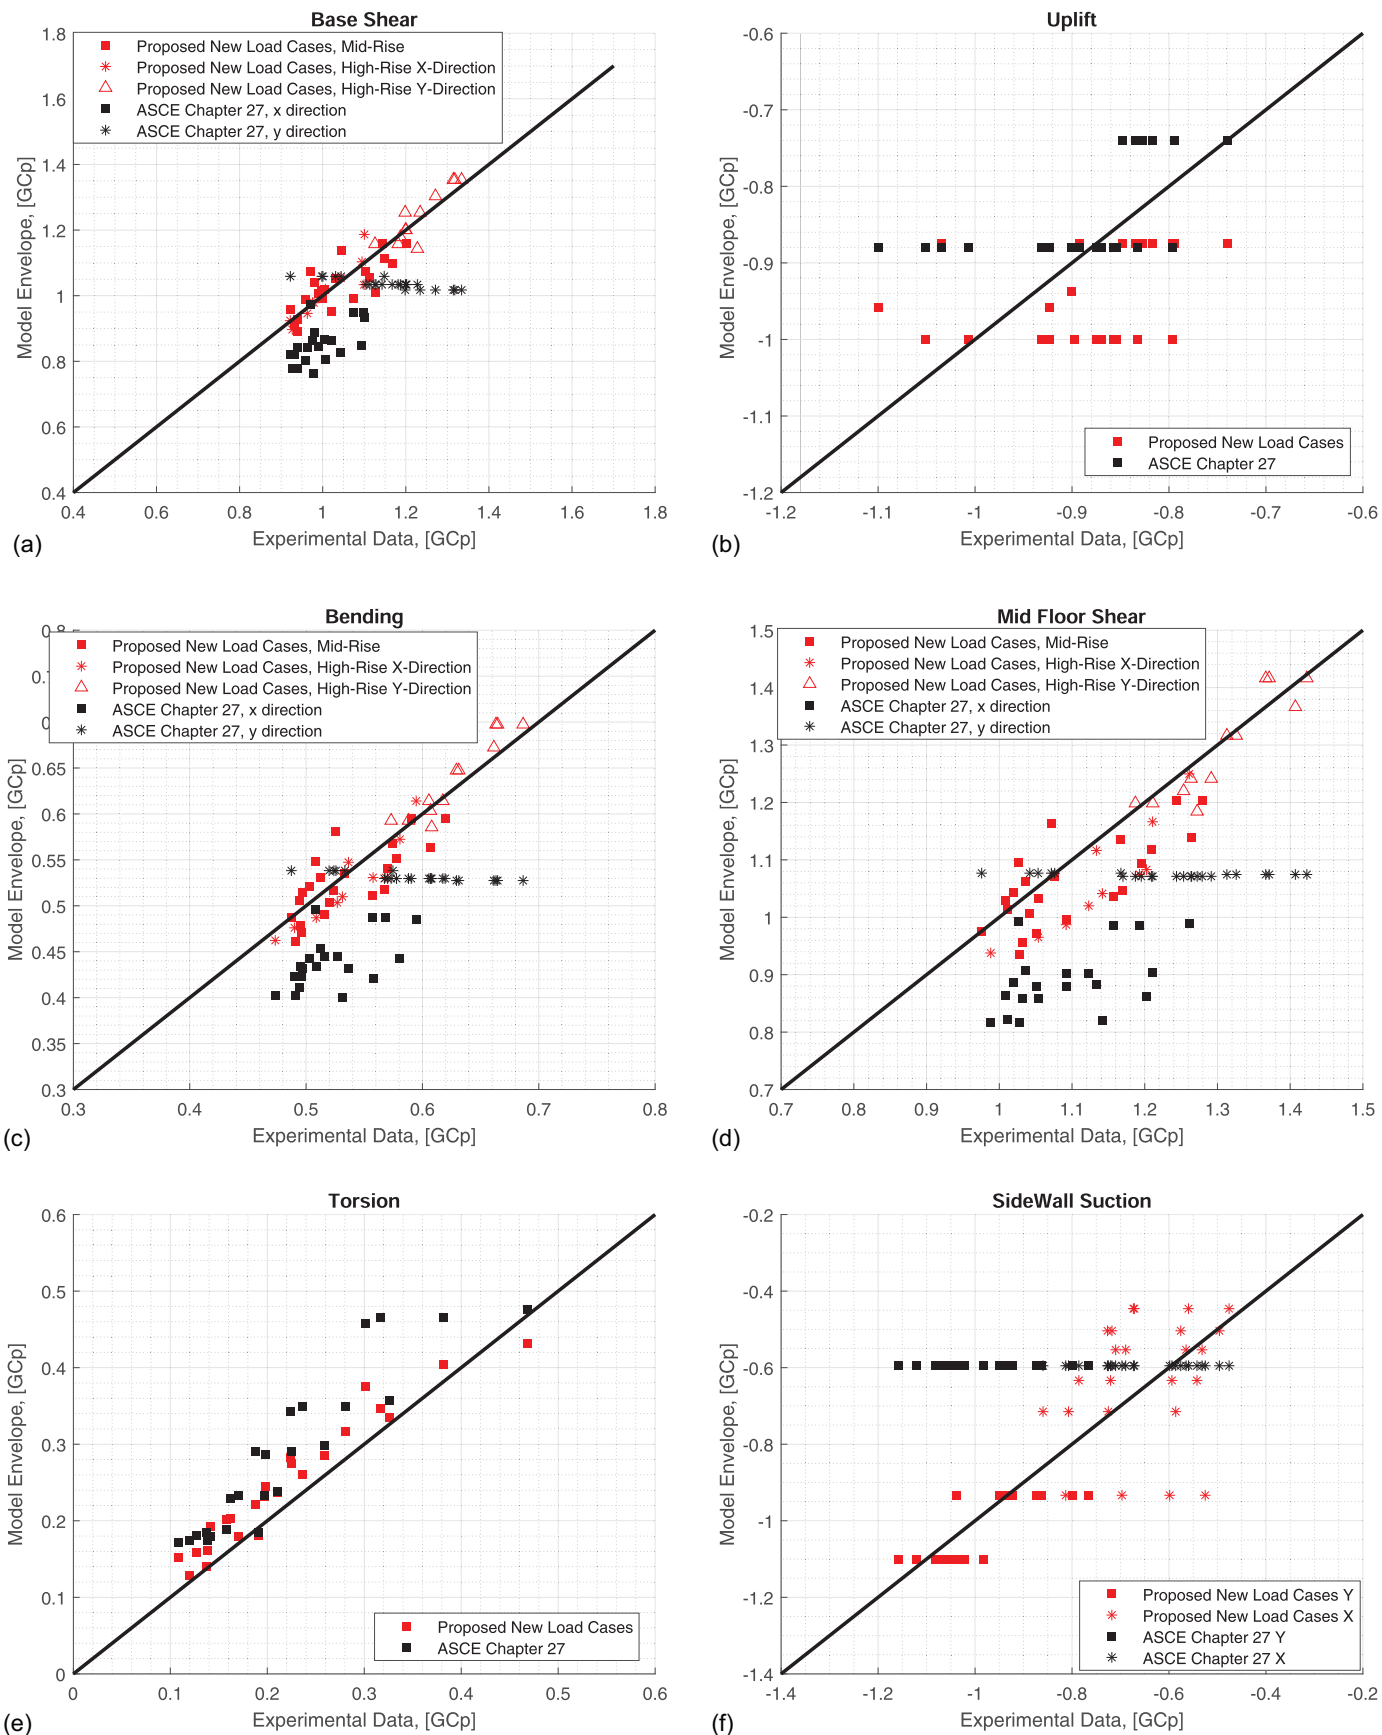 Base Shear
1.8
1.6
1.4
1.2
1
0.8
0.6
0.4
Model Envelope, [GCp]
Proposed New Load Cases, Mid-Rise
Proposed New Load Cases, High-Rise X-Direction
Proposed New Load Cases, High-Rise Y-Direction
ASCE Chapter 27, x direction
ASCE Chapter 27, y direction
0.4 0.6 0.8 1 1.2 1.4 1.6 1.8
Experimental Data, [GCp]
(a)
Uplift
-0.6
-0.7
-0.8
-0.9
-1
-1.1
-1.2
Model Envelope, [GCp]
Proposed New Load Cases
ASCE Chapter 27
-1.2 -1.1 -1 -0.9 -0.8 -0.7 -0.6
Experimental Data, [GCp]
(b)
Bending
0.65
0.6
0.55
0.5
0.45
0.4
0.35
0.3
Model Envelope, [GCp]
Proposed New Load Cases, Mid-Rise
Proposed New Load Cases, High-Rise X-Direction
Proposed New Load Cases, High-Rise Y-Direction
ASCE Chapter 27, x direction
ASCE Chapter 27, y direction
0.3 0.4 0.5 0.6 0.7 0.8
Experimental Data, [GCp]
(c)
Mid Floor Shear
1.5
1.4
1.3
1.2
1.1
1
0.9
0.8
0.7
Model Envelope, [GCp]
Proposed New Load Cases, Mid-Rise
Proposed New Load Cases, High-Rise X-Direction
Proposed New Load Cases, High-Rise Y-Direction
ASCE Chapter 27, x direction
ASCE Chapter 27, y direction
0.7 0.8 0.9 1 1.1 1.2 1.3 1.4 1.5
Experimental Data, [GCp]
(d)
Torsion
0.6
0.5
0.4
0.3
0.2
0.1
0
Model Envelope, [GCp]
Proposed New Load Cases
ASCE Chapter 27
0 0.1 0.2 0.3 0.4 0.5 0.6
Experimental Data, [GCp]
(e)
SideWall Suction
-0.2
-0.4
-0.6
-0.8
-1
-1.2
-1.4
Model Envelope, [GCp]
Proposed New Load Cases Y
Proposed New Load Cases X
ASCE Chapter 27 Y
ASCE Chapter 27 X
-1.4 -1.2 -1 -0.8 -0.6 -0.4 -0.2
Experimental Data, [GCp]
(f)